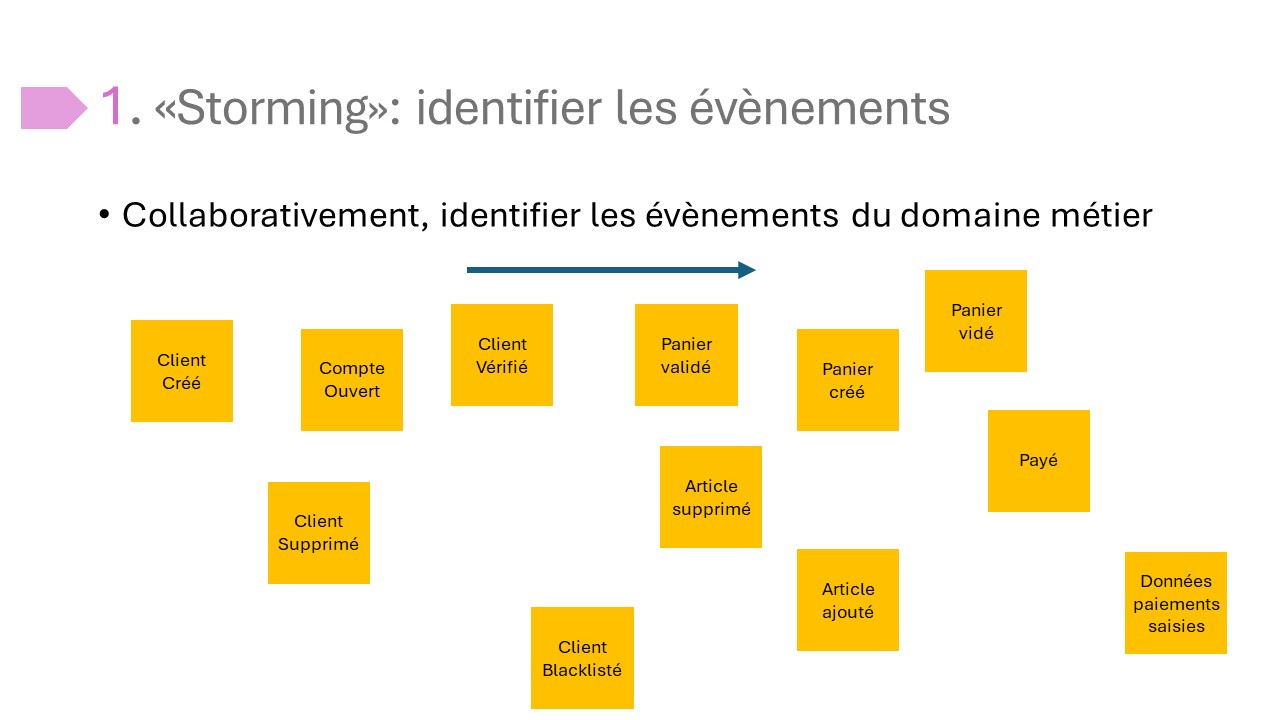 1. «Storming»: identifier les évènements
• Collaborativement, identifier les évènements du domaine métier
Client
Créé
Compte
Ouvert
Client
Vérifié
Panier
validé
Panier
créé
Panier
vidé
Client
Supprimé
Article
supprimé
Payé
Client
Blacklisté
Article
ajouté
Données
paiements
saisies